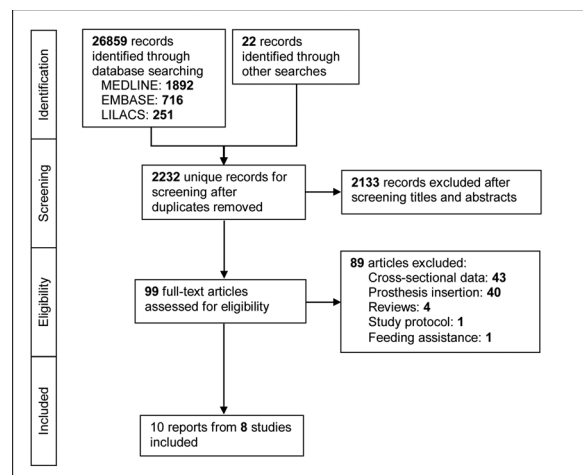 Identification
26859 records
identified through
database searching
MEDLINE: 1892
EMBASE: 716
LILACS: 251
22 records
identified through
other searches
Screening
2232 unique records for
screening after
duplicates removed
2133 records excluded after
screening titles and abstracts
Eligibility
99 full-text articles
assessed for eligibility
89 articles excluded:
Cross-sectional data: 43
Prosthesis insertion: 40
Reviews: 4
Study protocol: 1
Feeding assistance: 1
Included
10 reports from 8 studies
included